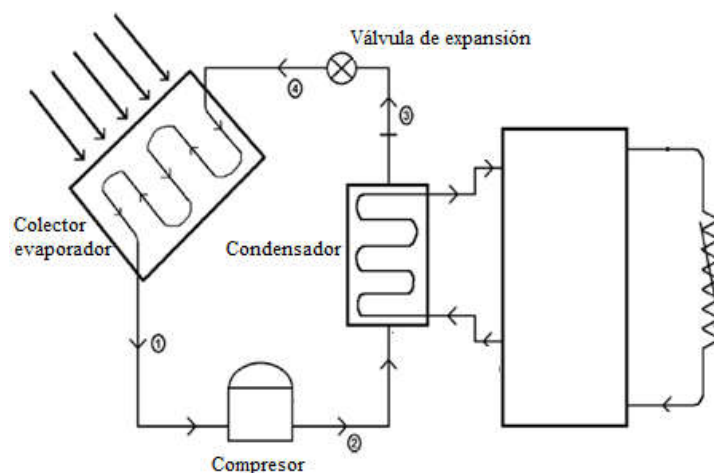 Válvula de expansión
④
③
Colector
evaporador
Condensador
①
②
Compresor